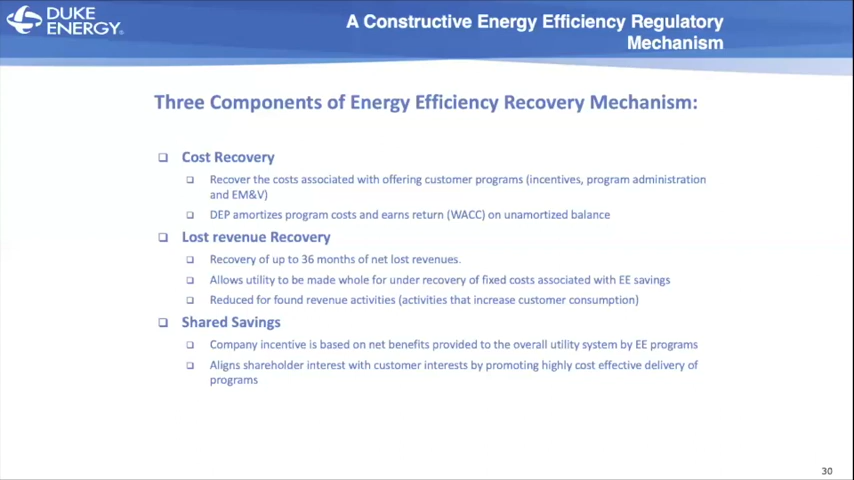 DUKE
ENERGY®
A Constructive Energy Efficiency Regulatory
Mechanism
Three Components of Energy Efficiency Recovery Mechanism:
Cost Recovery
Recover the costs associated with offering customer programs (incentives, program administration
and EM&V)
DEP amortizes program costs and earns return (WACC) on unamortized balance
Lost revenue Recovery
Recovery of up to 36 months of net lost revenues.
Allows utility to be made whole for under recovery of fixed costs associated with EE savings
Reduced for found revenue activities (activities that increase customer consumption)
Shared Savings
Company incentive is based on net benefits provided to the overall utility system by EE programs
Aligns shareholder interest with customer interests by promoting highly cost effective delivery of
programs
30